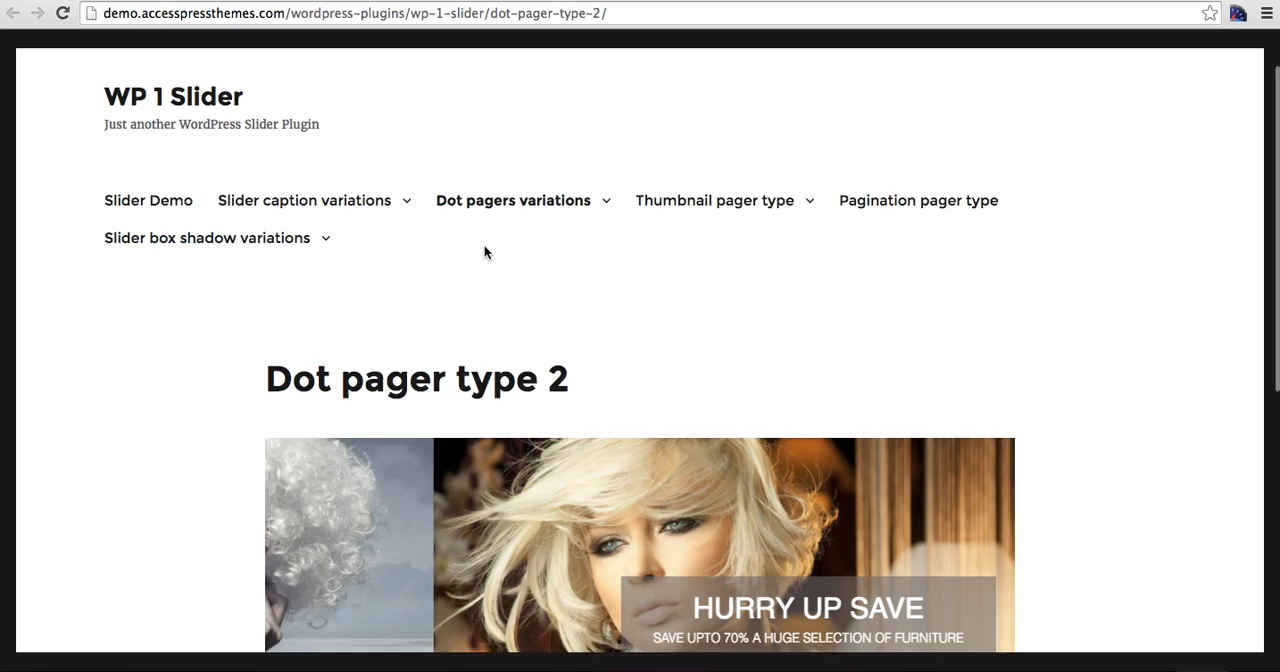 demo.accesspressthemes.com/wordpress-plugins/wp-1-slider/dot-pager-type-2/
WP 1 Slider
Just another WordPress Slider Plugin
Slider Demo Slider caption variations Dot pagers variations Thumbnail pager type Pagination pager type
Slider box shadow variations
Dot pager type 2
HURRY UP SAVE
SAVE UPTO 70% A HUGE SELECTION OF FURNITURE